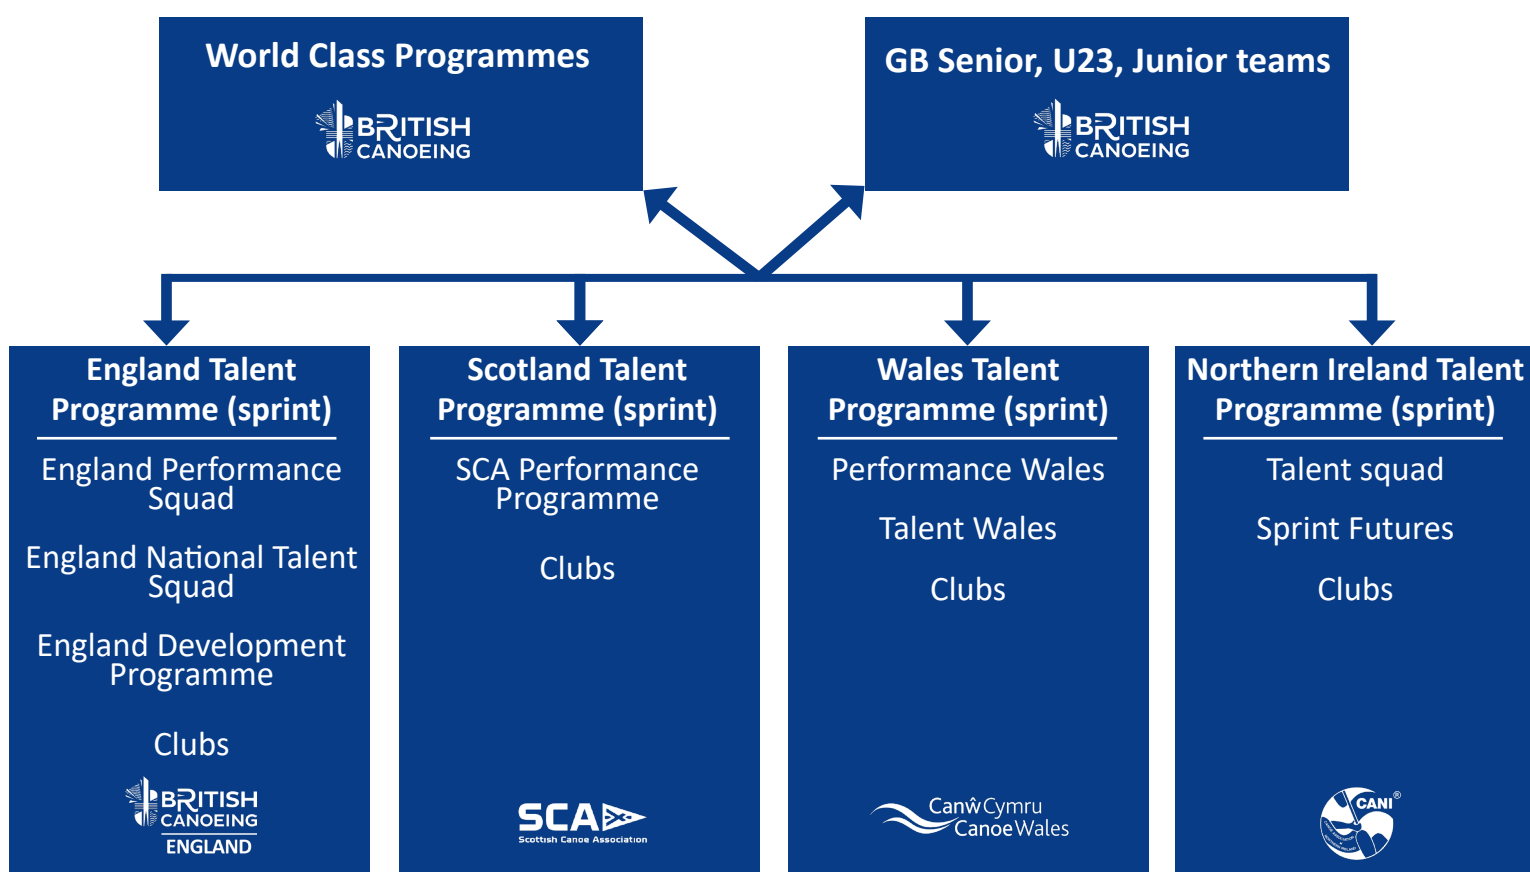 World Class Programmes
BRITISH
CANOEING
GB Senior, U23, Junior teams
BRITISH
CANOEING
England Talent
Programme (sprint)
England Performance
Squad
England National Talent
Squad
England Development
Programme
Clubs
BRITISH
CANOEING
ENGLAND
Scotland Talent
Programme (sprint)
SCA Performance
Programme
Clubs
SCA
Scottish Canoe Association
Wales Talent
Programme (sprint)
Performance Wales
Talent Wales
Clubs
Canŵ Cymru
Canoe Wales
Northern Ireland Talent
Programme (sprint)
Talent squad
Sprint Futures
Clubs
CANI®